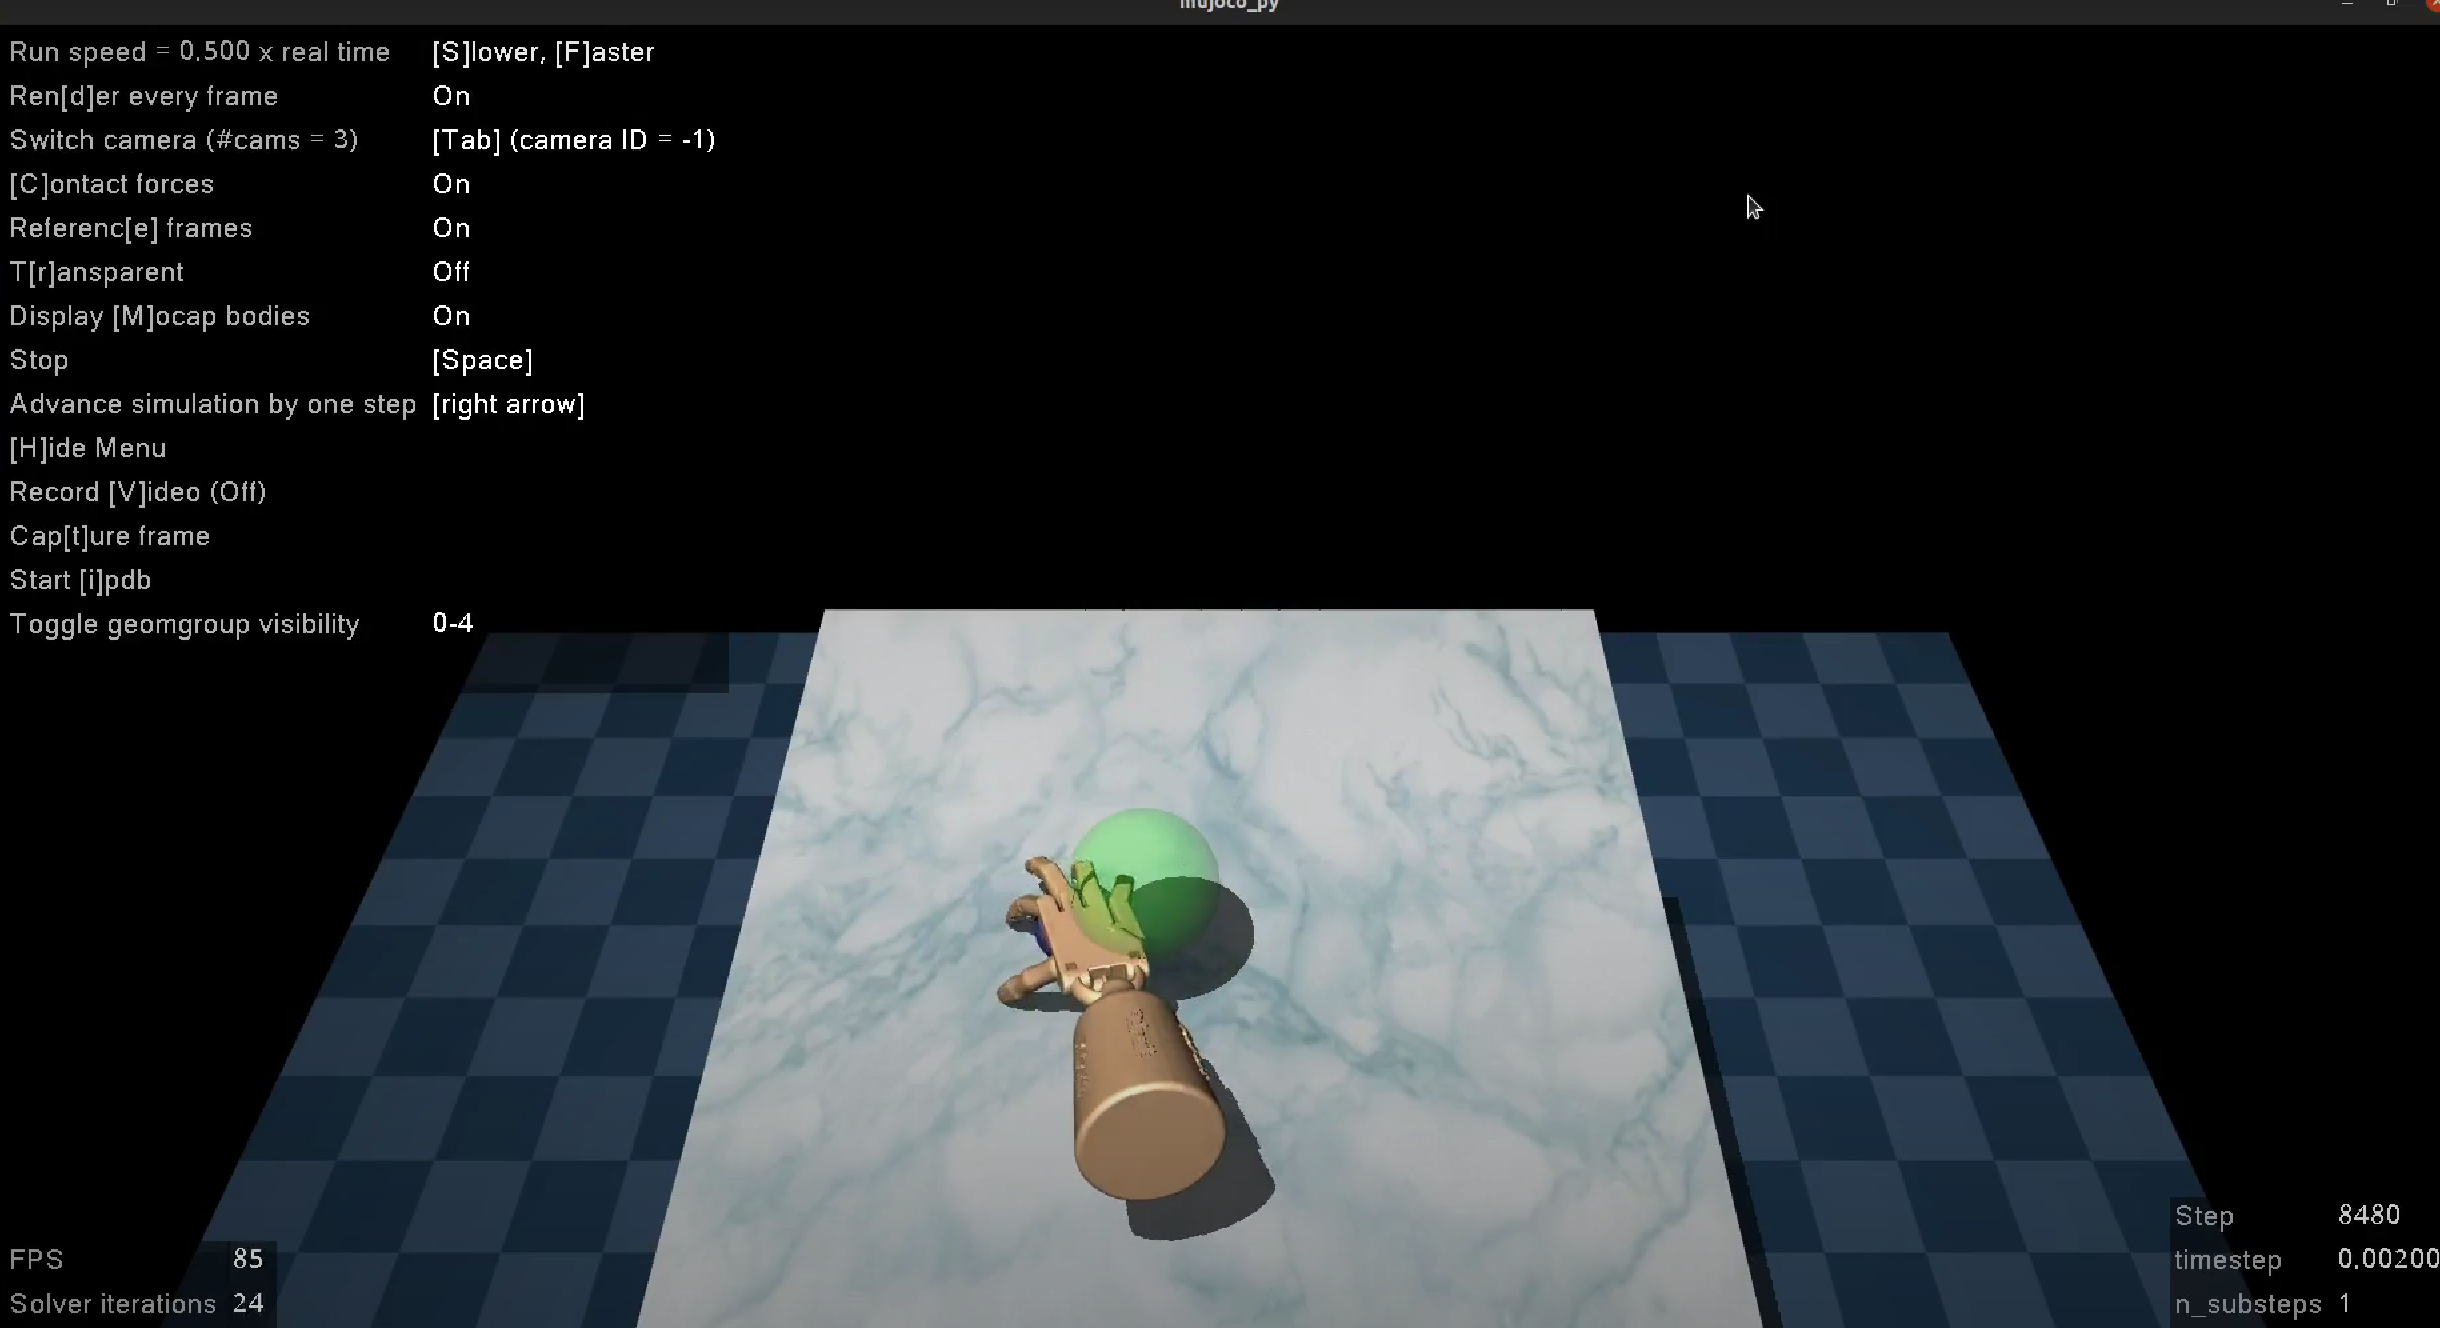 mujoco_py
Run speed = 0.500 x real time [S]lower, [F]aster
Ren[d]er every frame On
Switch camera (#cams = 3) [Tab] (camera ID = -1)
[C]ontact forces On
Referenc[e] frames On
T[r]ansparent Off
Display [M]ocap bodies On
Stop [Space]
Advance simulation by one step [right arrow]
[H]ide Menu
Record [V]ideo (Off)
Cap[t]ure frame
Start [i]pdb
Toggle geomgroup visibility 0-4
FPS 85
Solver iterations 24
Step 8480
timestep 0.00200
n_substeps 1